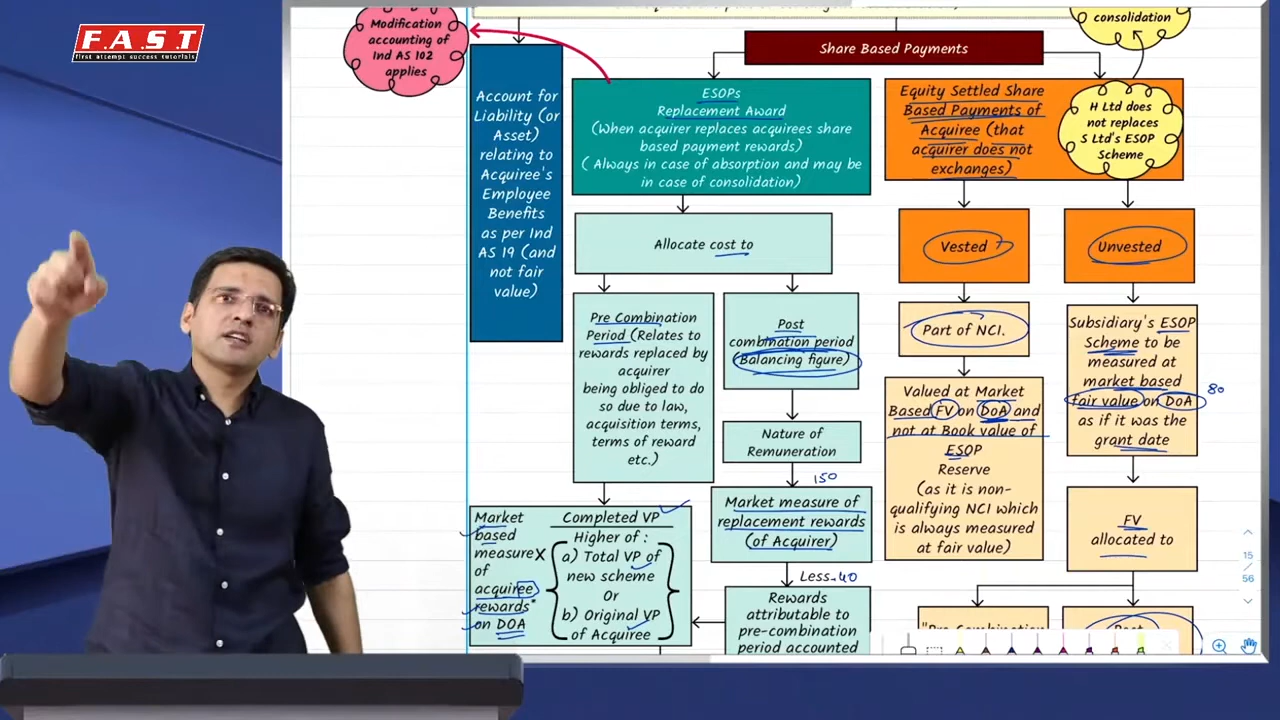 F.A.S.T
first attempt success tutorials
Modification
accounting of
Ind AS 102
applies
consolidation
Share Based Payments
Account for
Liability (or
Asset)
relating to
Acquiree's
Employee
Benefits
as per Ind
AS 19 (and
not fair
value)
ESOPs
Replacement Award
(When acquirer replaces acquirees share
based payment rewards)
( Always in case of absorption and may be
in case of consolidation)
Equity Settled Share
Based Payments of
Acquiree (that
acquirer does not
exchanges)
H Ltd does
not replaces
S Ltd's ESOP
Scheme
Allocate cost to
Vested
Unvested
Pre Combination
Period (Relates to
rewards replaced by
acquirer
being obliged to do
so due to law,
acquisition terms,
terms of reward
etc.)
Post
combination period
(Balancing figure)
Part of NCI.
Subsidiary's ESOP
Scheme to be
measured at
market based
fair value on DoA
as if it was the
grant date
80
Valued at Market
Based FV on DoA and
not at Book value of
ESOP
Reserve
(as it is non-
qualifying NCI which
is always measured
at fair value)
Nature of
Remuneration
150
Market measure of
replacement rewards
(of Acquirer)
Less 40
Rewards
attributable to
pre-combination
period accounted
Market
based
measure
of
acquiree
rewards
on DOA
X
Completed VP
Higher of :
a) Total VP of
new scheme
Or
b) Original VP
of Acquiree
FV
allocated to
"Pre Combination
Post
15
/
56